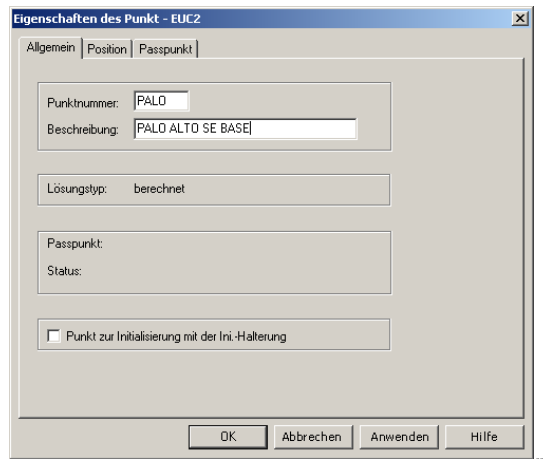 Eigenschaften des Punkt - EUC2
Allgemein Position Passpunkt
Punktnummer: PALO
Beschreibung: PALO ALTO SE BASE
Lösungstyp: berechnet
Passpunkt:
Status:
Punkt zur Initialisierung mit der Ini.-Halterung
OK Abbrechen Anwenden Hilfe